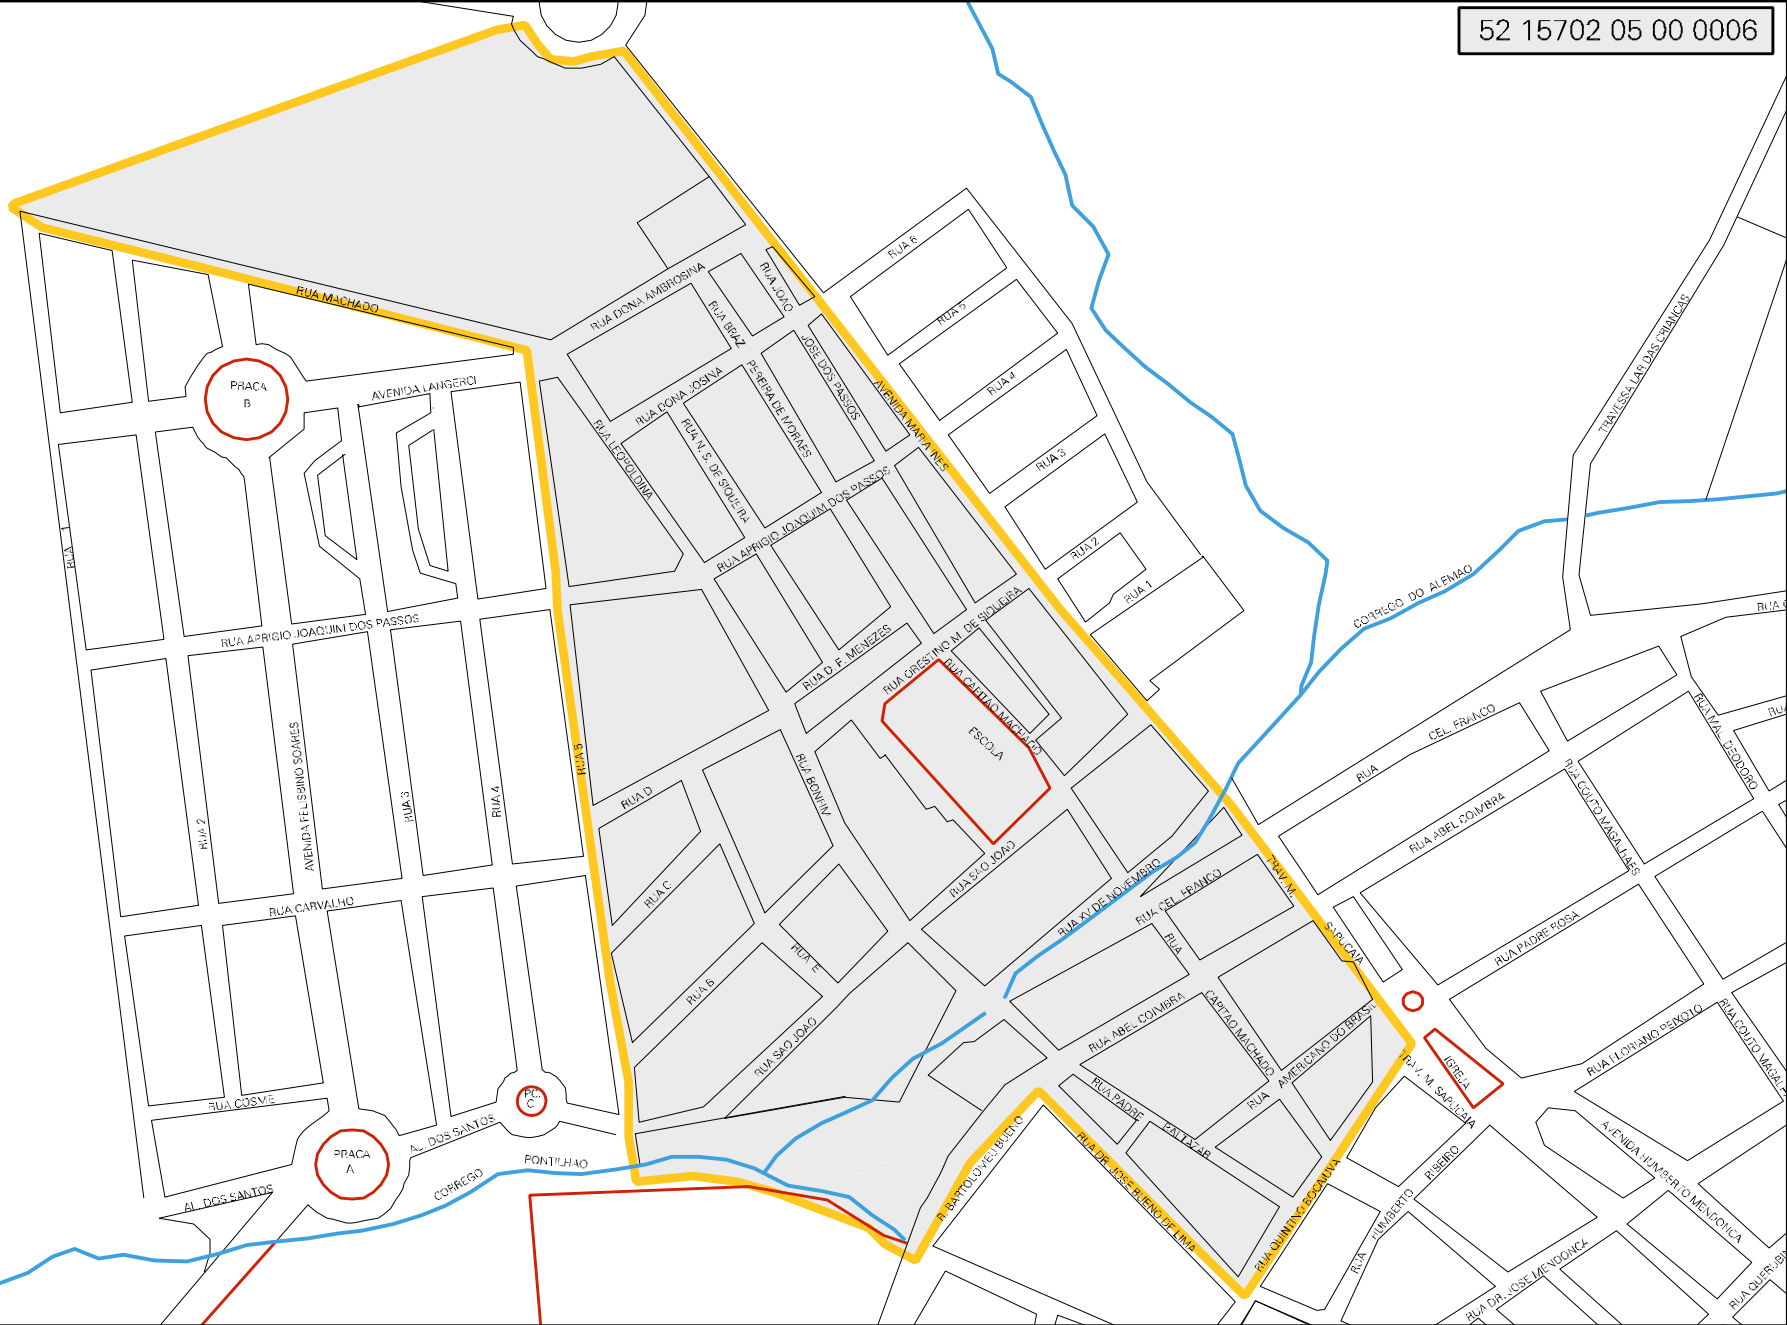 52 15702 05 00 0006
RUA 6
RUA JOAO
RUA DONA AMBROSINA
RUA MACHADO
RUA 5
RUA BRAZ
TRAVESSA LAR DAS CRIANCAS
JOSE DOS PASSOS
PRACA
B
AVENIDA LANGERCI
RUA DONA JOSINA
PEREIRA DE MORAES
AVENIDA MARIA INES
RUA 4
RUA LEOPOLDINA
RUA N. S. DE SIQUEIRA
RUA 3
RUA APRIGIO JOAQUIM DOS PASSOS
RUA 1
RUA 2
RUA 1
CORREGO DO ALEMAO
RUA APRIGIO JOAQUIM DOS PASSOS
RUA D. F. MENEZES
RUA ORESTINO M. DE SIQUEIRA
RUA CAPITAO MACHADO
ESCOLA
CEL. FRANCO
RUA
RUA MAL. DEODORO
RUA 5
RUA BONFIM
RUA D
AVENIDA FELISBINO SOARES
RUA 2
RUA 3
RUA 4
RUA COUTO MAGALHAES
RUA ABEL COIMBRA
RUA SAO JOAO
RUA C
RUA CARVALHO
RUA XV DE NOVEMBRO
RUA CEL. FRANCO
TRAV. M.
SAPUCAIA
RUA PADRE ROSA
RUA E
RUA
RUA B
RUA SAO JOAO
RUA ABEL COIMBRA
CAPITAO MACHADO
AMERICANO DO BRASIL
RUA
RUA FLORIANO PEIXOTO
IGREJA
TRAV. M. SAPUCAIA
RUA PADRE
BALTAZAR
PC.
C
RUA COSME
AL. DOS SANTOS
PRACA
A
AL. DOS SANTOS
CORREGO
PONTILHAO
R. BARTOLOMEU BUENO
RUA DR. JOSE BUENO DE LIMA
RUA QUINTINO BOCAIUVA
RIBEIRO
HUMBERTO
RUA
AVENIDA HUMBERTO MENDONCA
RUA DR. JOSE MENDONCA